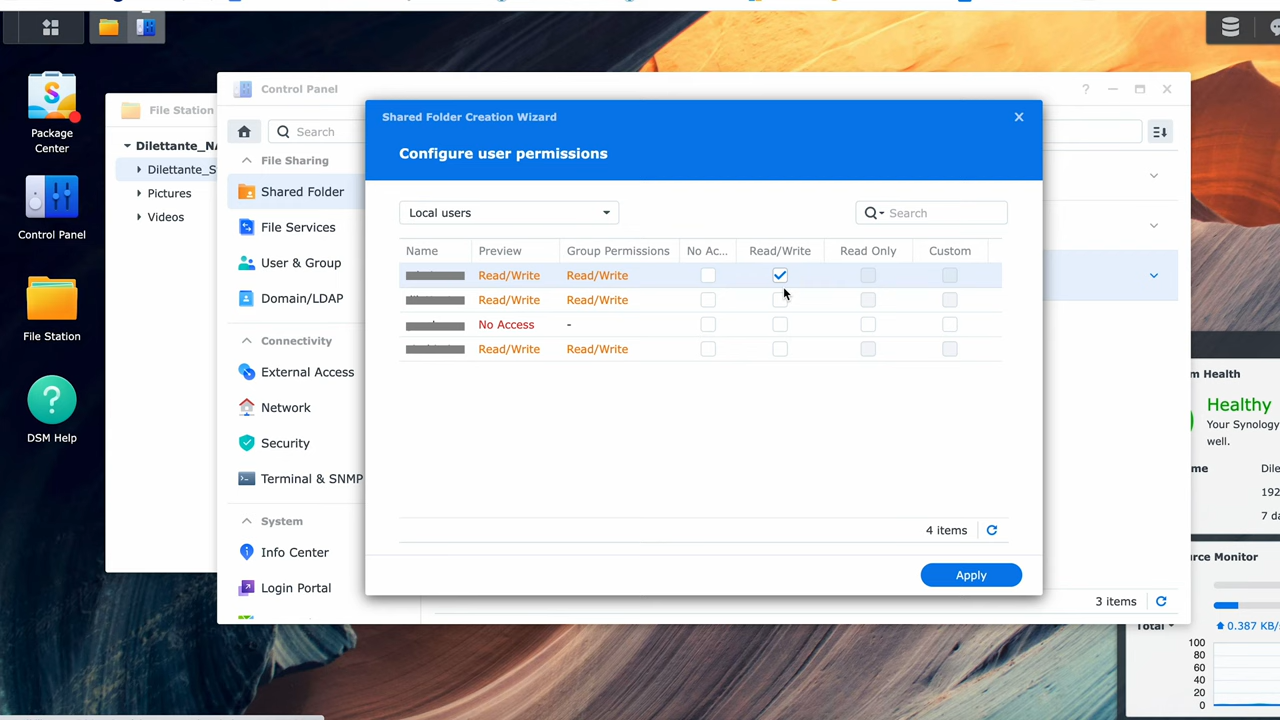 Package
Center
Control Panel
File Station
DSM Help
File Station
Dilettante_NA
Dilettante_S
Pictures
Videos
Control Panel
?
Search
File Sharing
Shared Folder
File Services
User & Group
Domain/LDAP
Connectivity
External Access
Network
Security
Terminal & SNMP
System
Info Center
Login Portal
3 items
Shared Folder Creation Wizard
Configure user permissions
Local users
Search
Name Preview Group Permissions No Ac... Read/Write Read Only Custom
Read/Write Read/Write
Read/Write Read/Write
No Access -
Read/Write Read/Write
4 items
Apply
m Health
Healthy
Your Synology
well.
me Dile
192
7 da
rce Monitor
Total 0.387 KB/
100
80
60
40
20
0